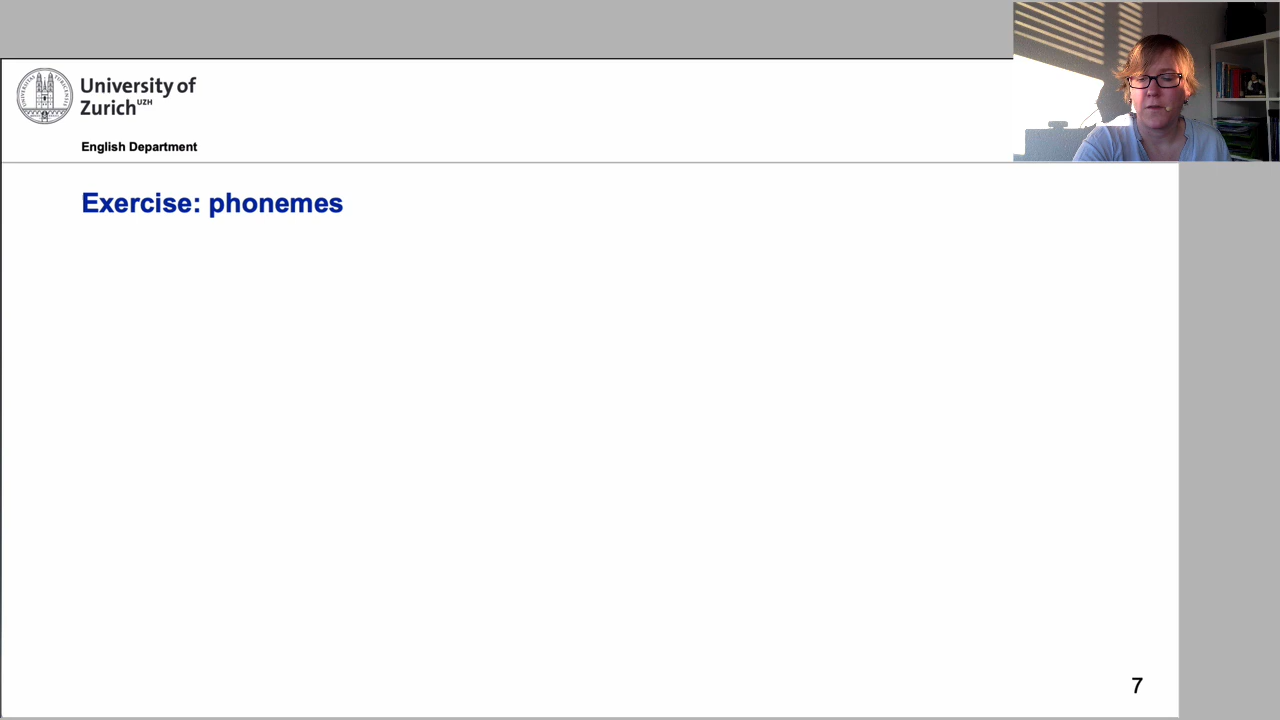 University of
Zurich UZH
English Department
Exercise: phonemes
7